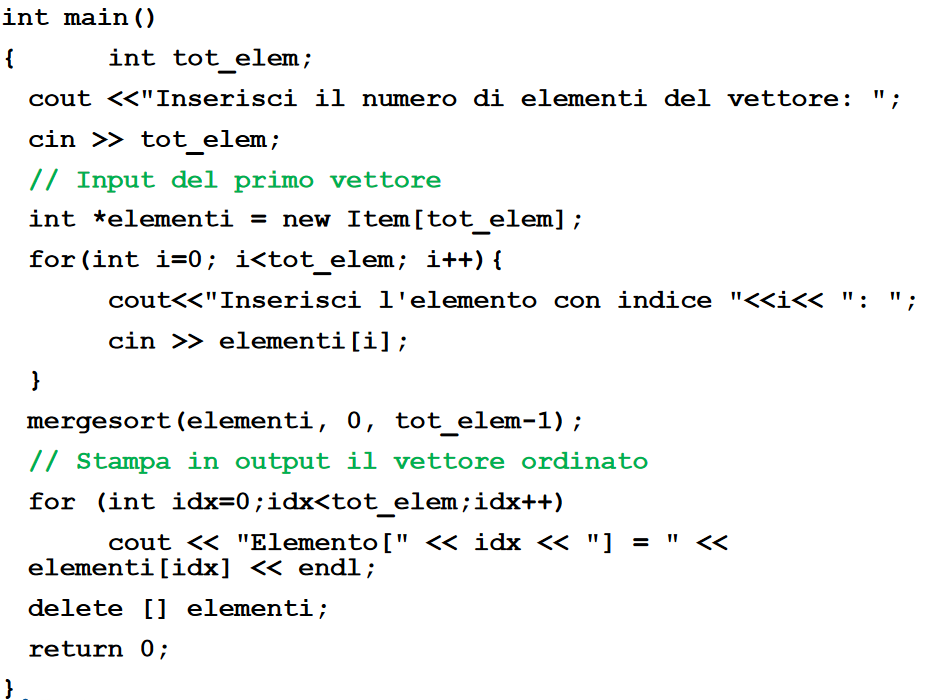 int main()
{ int tot_elem;
cout <<"Inserisci il numero di elementi del vettore: ";
cin >> tot_elem;
// Input del primo vettore
int *elementi = new Item[tot_elem];
for(int i=0; i<tot_elem; i++){
cout<<"Inserisci l'elemento con indice "<<i<< ": ";
cin >> elementi[i];
}
mergesort(elementi, 0, tot_elem-1);
// Stampa in output il vettore ordinato
for (int idx=0;idx<tot_elem;idx++)
cout << "Elemento[" << idx << "] = " <<
elementi[idx] << endl;
delete [] elementi;
return 0;
}